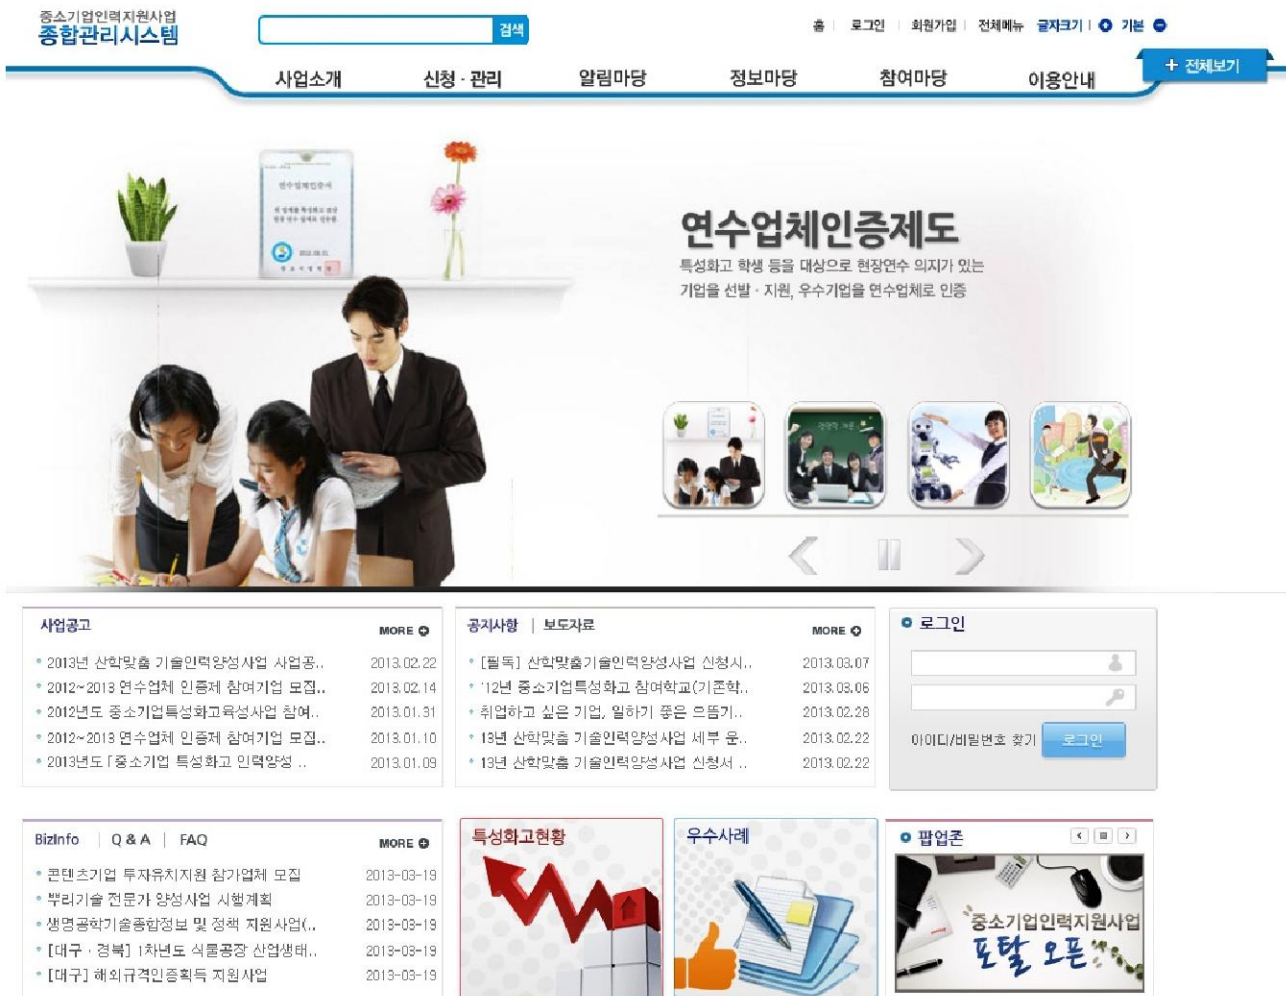 중소기업인력지원사업
종합관리시스템
검색
홈 | 로그인 | 회원가입 | 전체메뉴 글자크기 | 기본
+ 전체보기
사업소개 신청 · 관리 알림마당 정보마당 참여마당 이용안내
연수업체인증서
연수업체인증제도
특성화고 학생 등을 대상으로 현장연수 의지가 있는
기업을 선발 · 지원, 우수기업을 연수업체로 인증
사업공고 MORE
2013년 산학맞춤 기술인력양성사업 사업공.. 2013.02.22
2012~2013 연수업체 인증제 참여기업 모집.. 2013.02.14
2012년도 중소기업특성화고육성사업 참여.. 2013.01.31
2012~2013 연수업체 인증제 참여기업 모집.. 2013.01.10
2013년도 「중소기업 특성화고 인력양성 .. 2013.01.09
공지사항 | 보도자료 MORE
[필독] 산학맞춤기술인력양성사업 신청시.. 2013.03.07
'12년 중소기업특성화고 참여학교(기존학.. 2013.03.06
취업하고 싶은 기업, 일하기 좋은 으뜸기.. 2013.02.28
13년 산학맞춤 기술인력양성사업 세부 운.. 2013.02.22
13년 산학맞춤 기술인력양성사업 신청서 .. 2013.02.22
로그인
아이디/비밀번호 찾기 로그인
BizInfo | Q & A | FAQ MORE
콘텐츠기업 투자유치지원 참가업체 모집 2013-03-19
뿌리기술 전문가 양성사업 시행계획 2013-03-19
생명공학기술종합정보 및 정책 지원사업(.. 2013-03-19
[대구 · 경북] 1차년도 식물공장 산업생태.. 2013-03-19
[대구] 해외규격인증획득 지원사업 2013-03-19
특성화고현황
우수사례
팝업존
중소기업인력지원사업
포탈 오픈